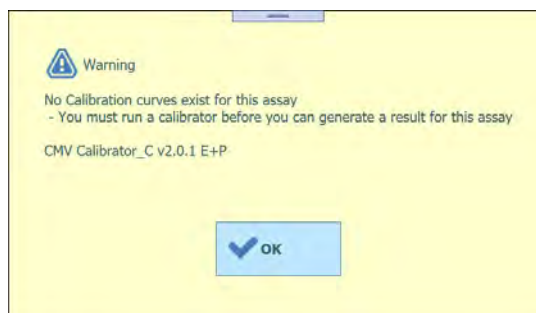 Warning
No Calibration curves exist for this assay
- You must run a calibrator before you can generate a result for this assay
CMV Calibrator_C v2.0.1 E+P
OK